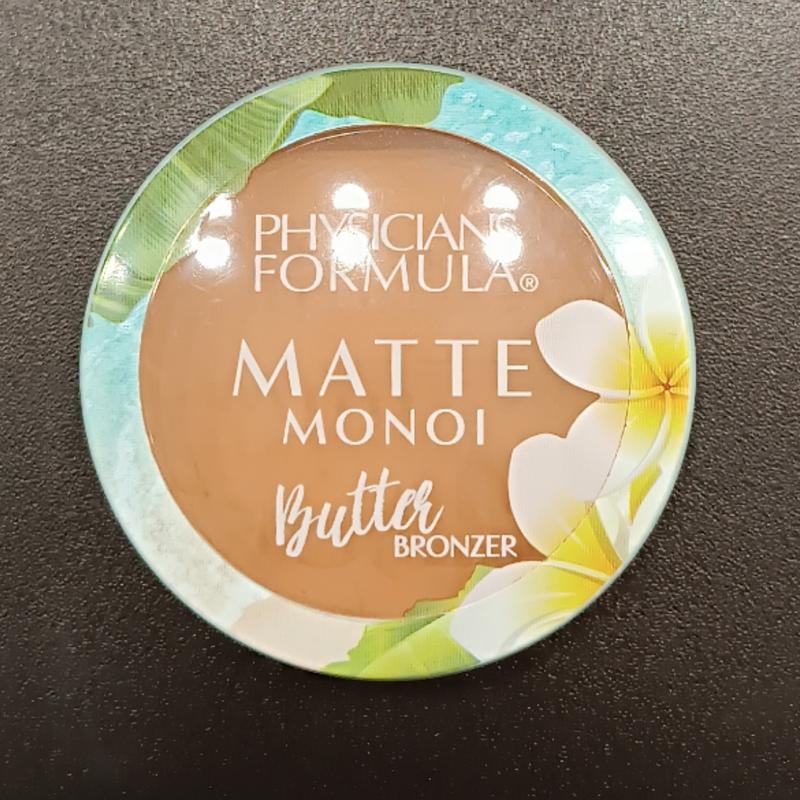 PHYSICIANS
FORMULA®
MATTE
MONOI
Butter
BRONZER